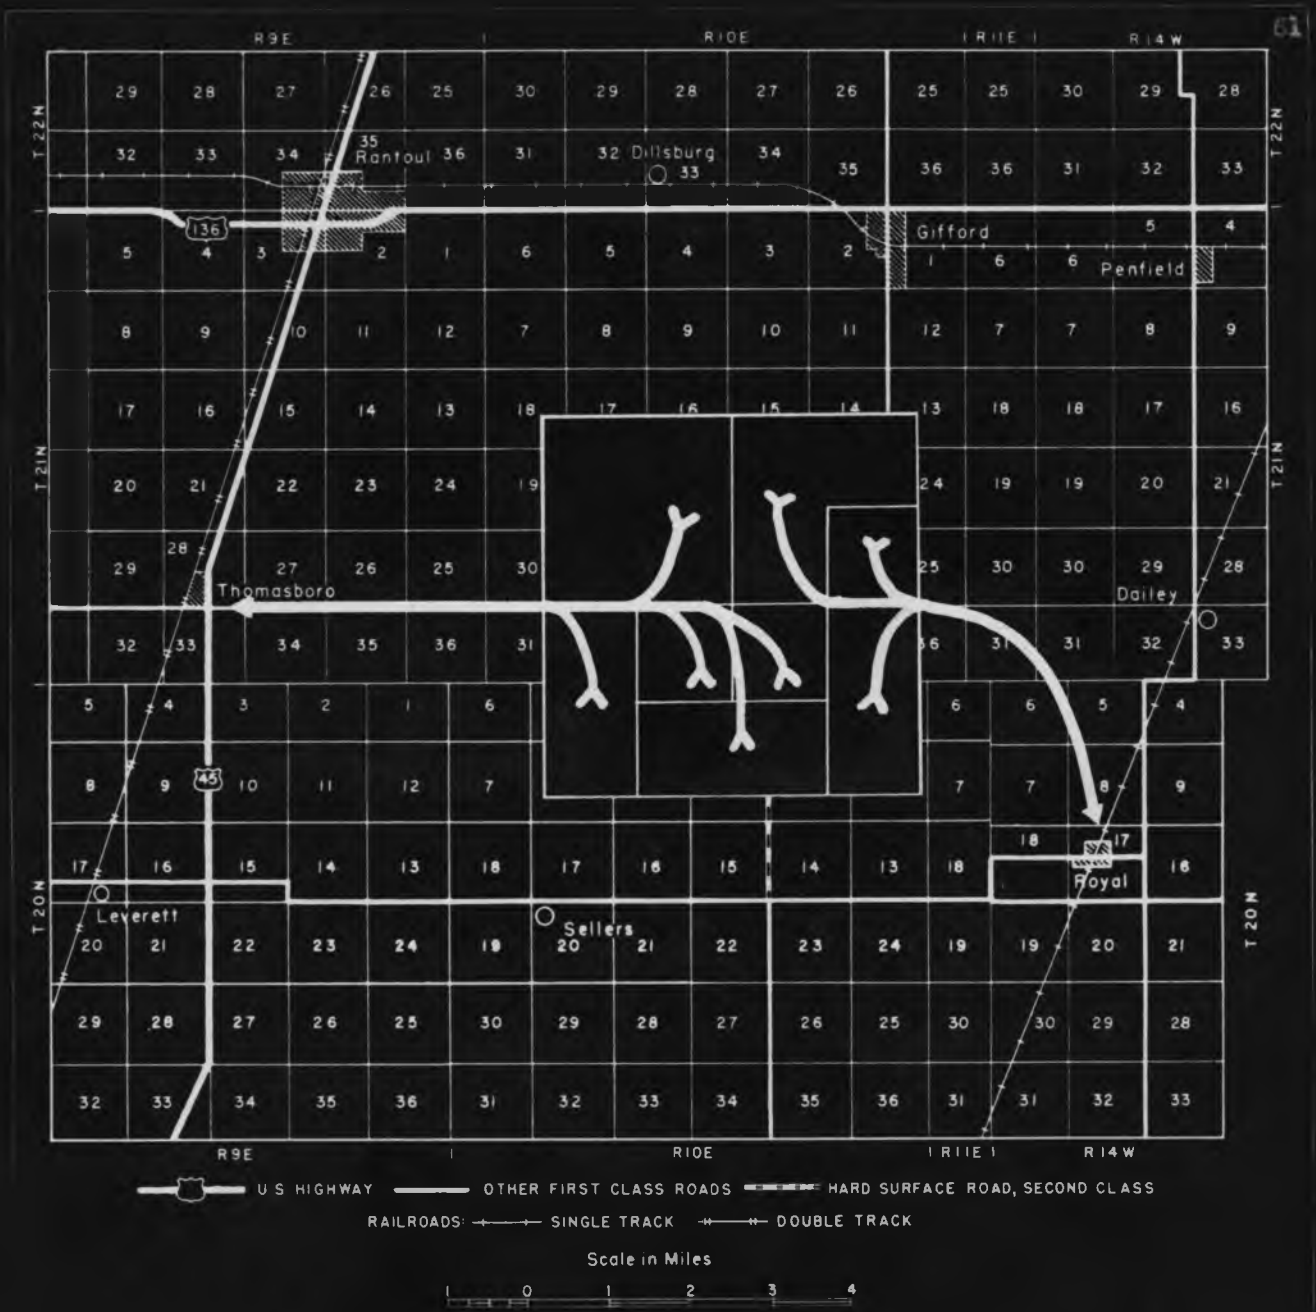 61
R9E R10E R11E R14W
T 22N 29 28 27 26 25 30 29 28 27 26 25 25 30 29 28 T 22N
35
32 33 34 Rantoul 36 31 32 Dillsburg 34
33 35 36 36 31 32 33
136 Gifford 5 4
5 4 3 2 1 6 5 4 3 2 1 6 6 Penfield
8 9 10 11 12 7 8 9 10 11 12 7 7 8 9
17 16 15 14 13 18 17 16 15 14 13 18 18 17 16
T 21N T 21N
20 21 22 23 24 19 24 19 19 20 21
28
29 27 26 25 30 25 30 30 29 28
Thomasboro Dailey
32 33 34 35 36 31 36 31 31 32 33
5 4 3 2 1 6 6 6 5 4
8 9 45 10 11 12 7 7 7 8 9
18 17
17 16 15 14 13 18 17 16 15 14 13 18 16
Royal
T 20N Leverett Sellers T 20N
20 21 22 23 24 19 20 21 22 23 24 19 19 20 21
29 28 27 26 25 30 29 28 27 26 25 30 30 29 28
32 33 34 35 36 31 32 33 34 35 36 31 31 32 33
R9E R10E R11E R14W
U S HIGHWAY OTHER FIRST CLASS ROADS HARD SURFACE ROAD, SECOND CLASS
RAILROADS: SINGLE TRACK DOUBLE TRACK
Scale in Miles
1 0 1 2 3 4